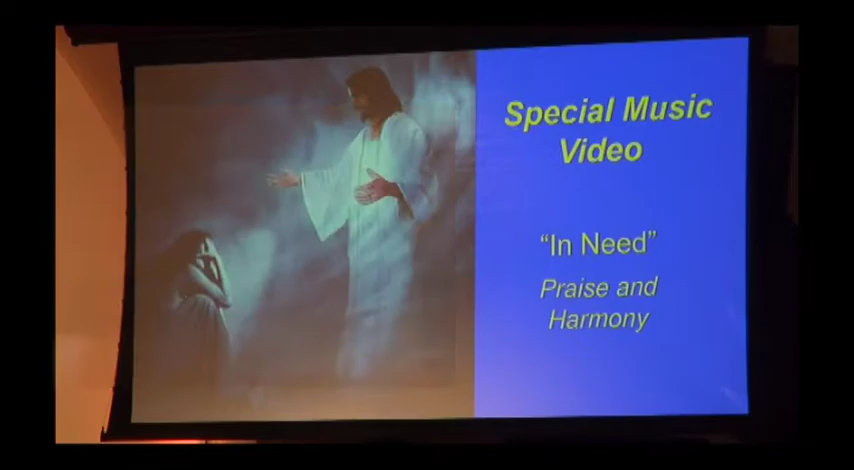 Special Music
Video
“In Need”
Praise and
Harmony